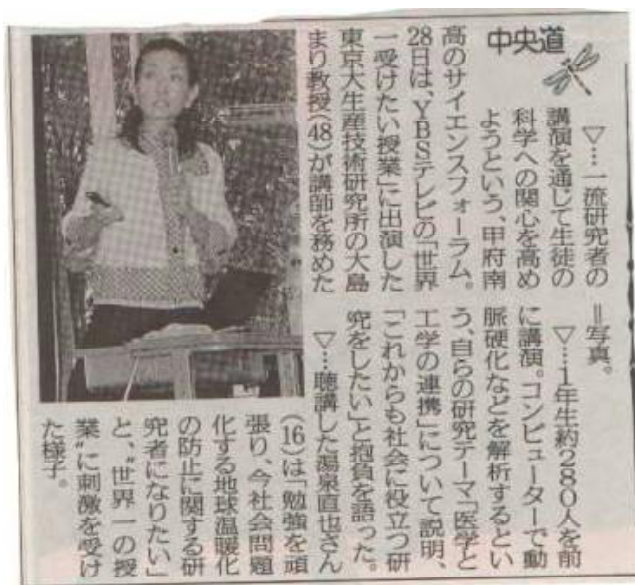 中央道
▽…一流研究者の
講演を通じて生徒の
科学への関心を高め
ようという、甲府南
高のサイエンスフォーラム。
28日は、YBSテレビの「世界
一受けたい授業」に出演した
東京大生産技術研究所の大島
まり教授(48)が講師を務めた
=写真。
▽…1年生約280人を前
に講演。コンピューターで動
脈硬化などを解析するとい
う、自らの研究テーマ「医学と
工学の連携」について説明、
「これからも社会に役立つ研
究をしたい」と抱負を語った。
▽…聴講した湯泉直也さん
(16)は「勉強を頑
張り、今社会問題
化する地球温暖化
の防止に関する研
究者になりたい」
と、“世界一の授
業”に刺激を受け
た様子。